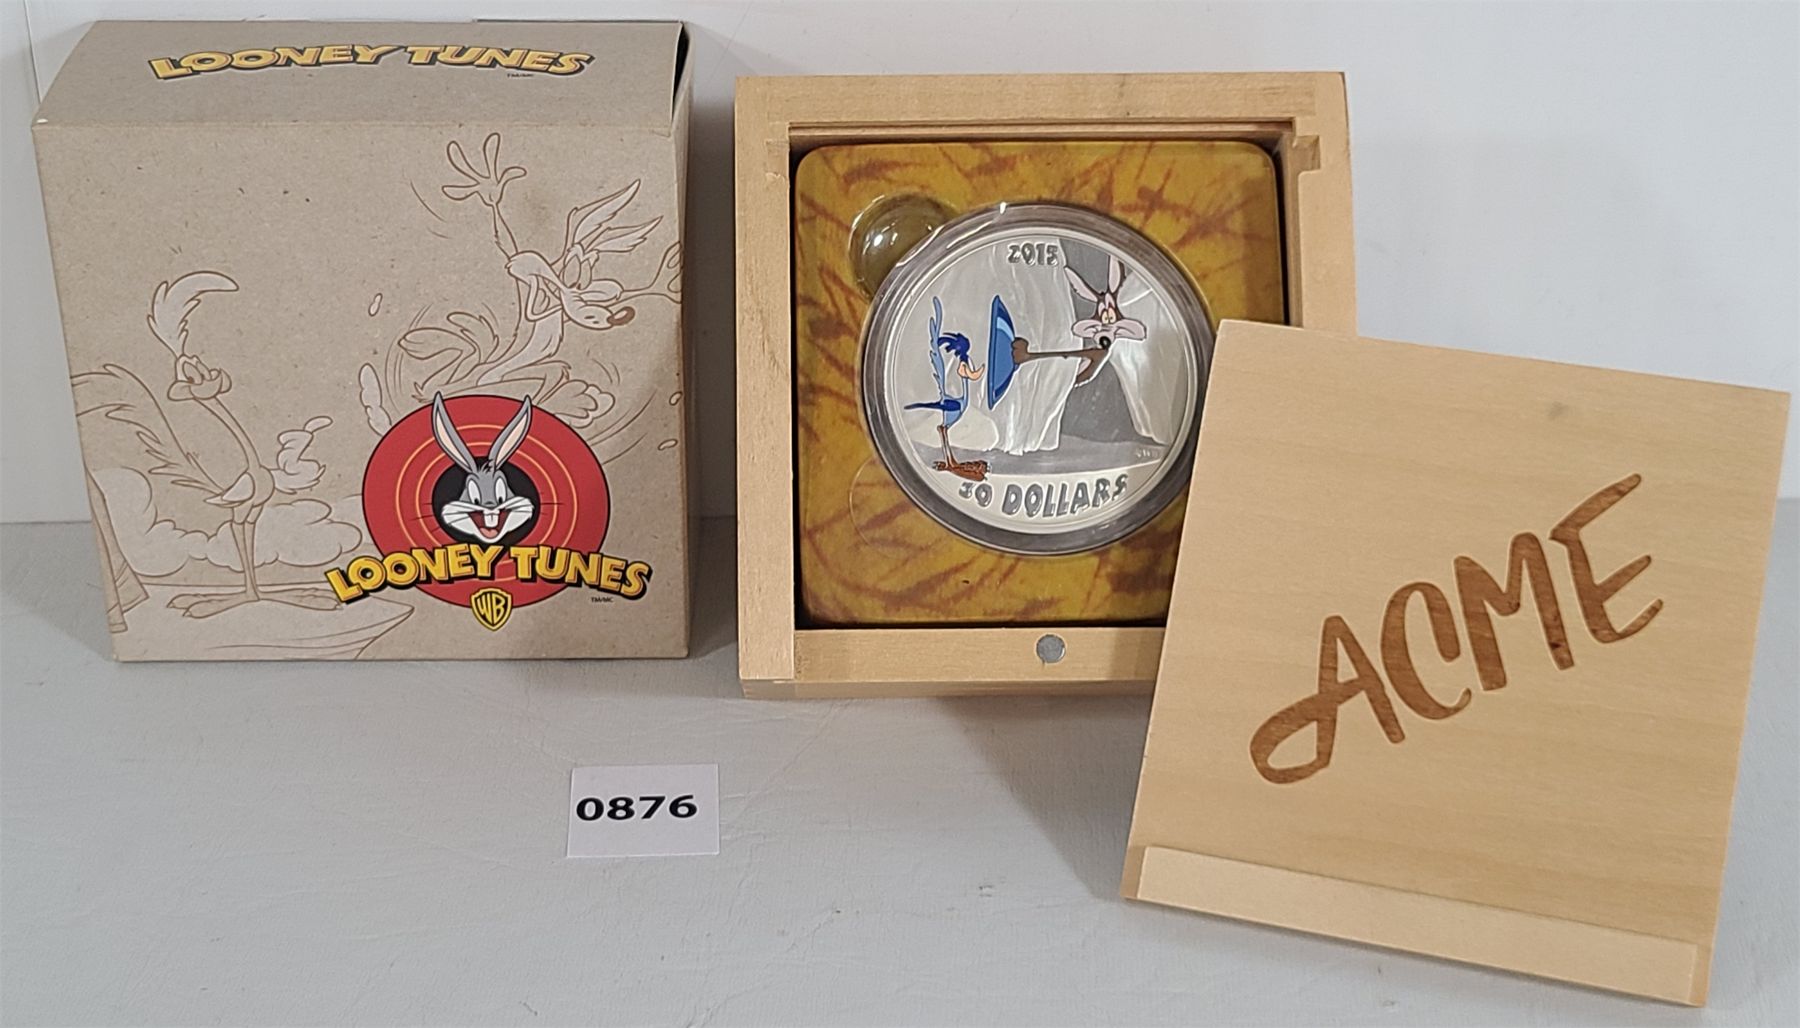 LOONEY TUNES
TM/MC
LOONEY TUNES
TM/MC
WB
2015
30 DOLLARS
ACME
0876